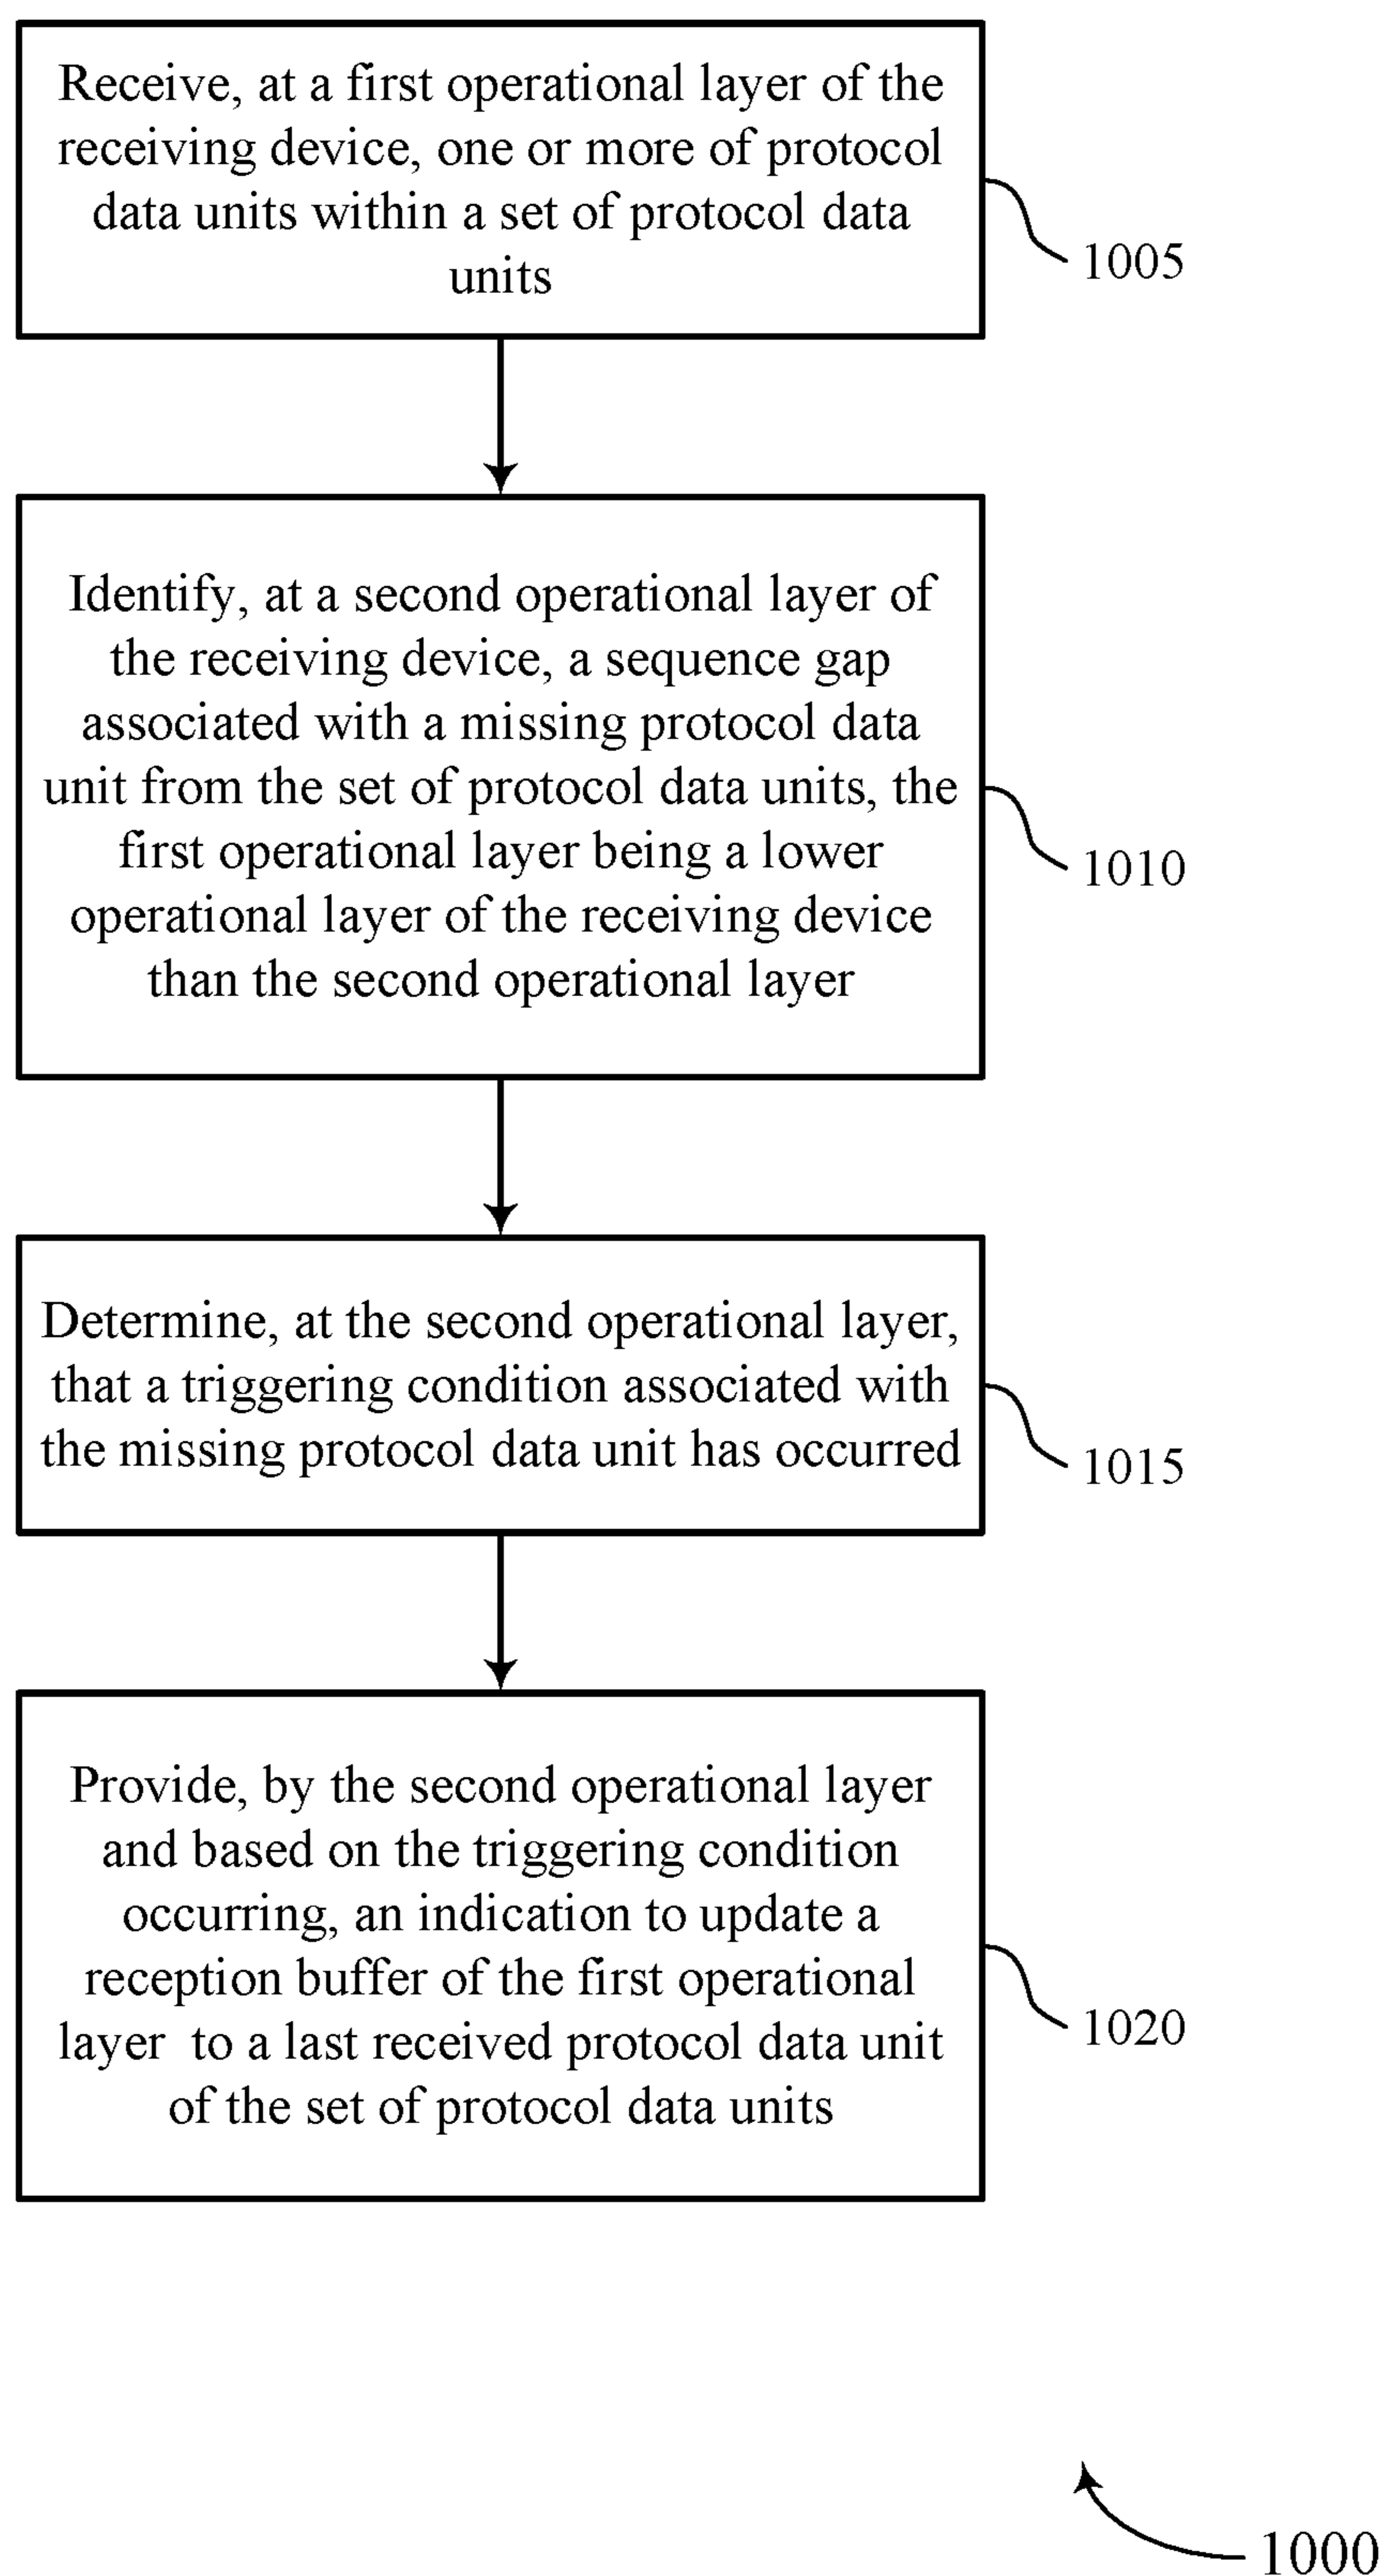 Receive, at a first operational layer of the
receiving device, one or more of protocol
data units within a set of protocol data
units
1005
Identify, at a second operational layer of
the receiving device, a sequence gap
associated with a missing protocol data
unit from the set of protocol data units, the
first operational layer being a lower
operational layer of the receiving device
than the second operational layer
1010
Determine, at the second operational layer,
that a triggering condition associated with
the missing protocol data unit has occurred
1015
Provide, by the second operational layer
and based on the triggering condition
occurring, an indication to update a
reception buffer of the first operational
layer to a last received protocol data unit
of the set of protocol data units
1020
1000